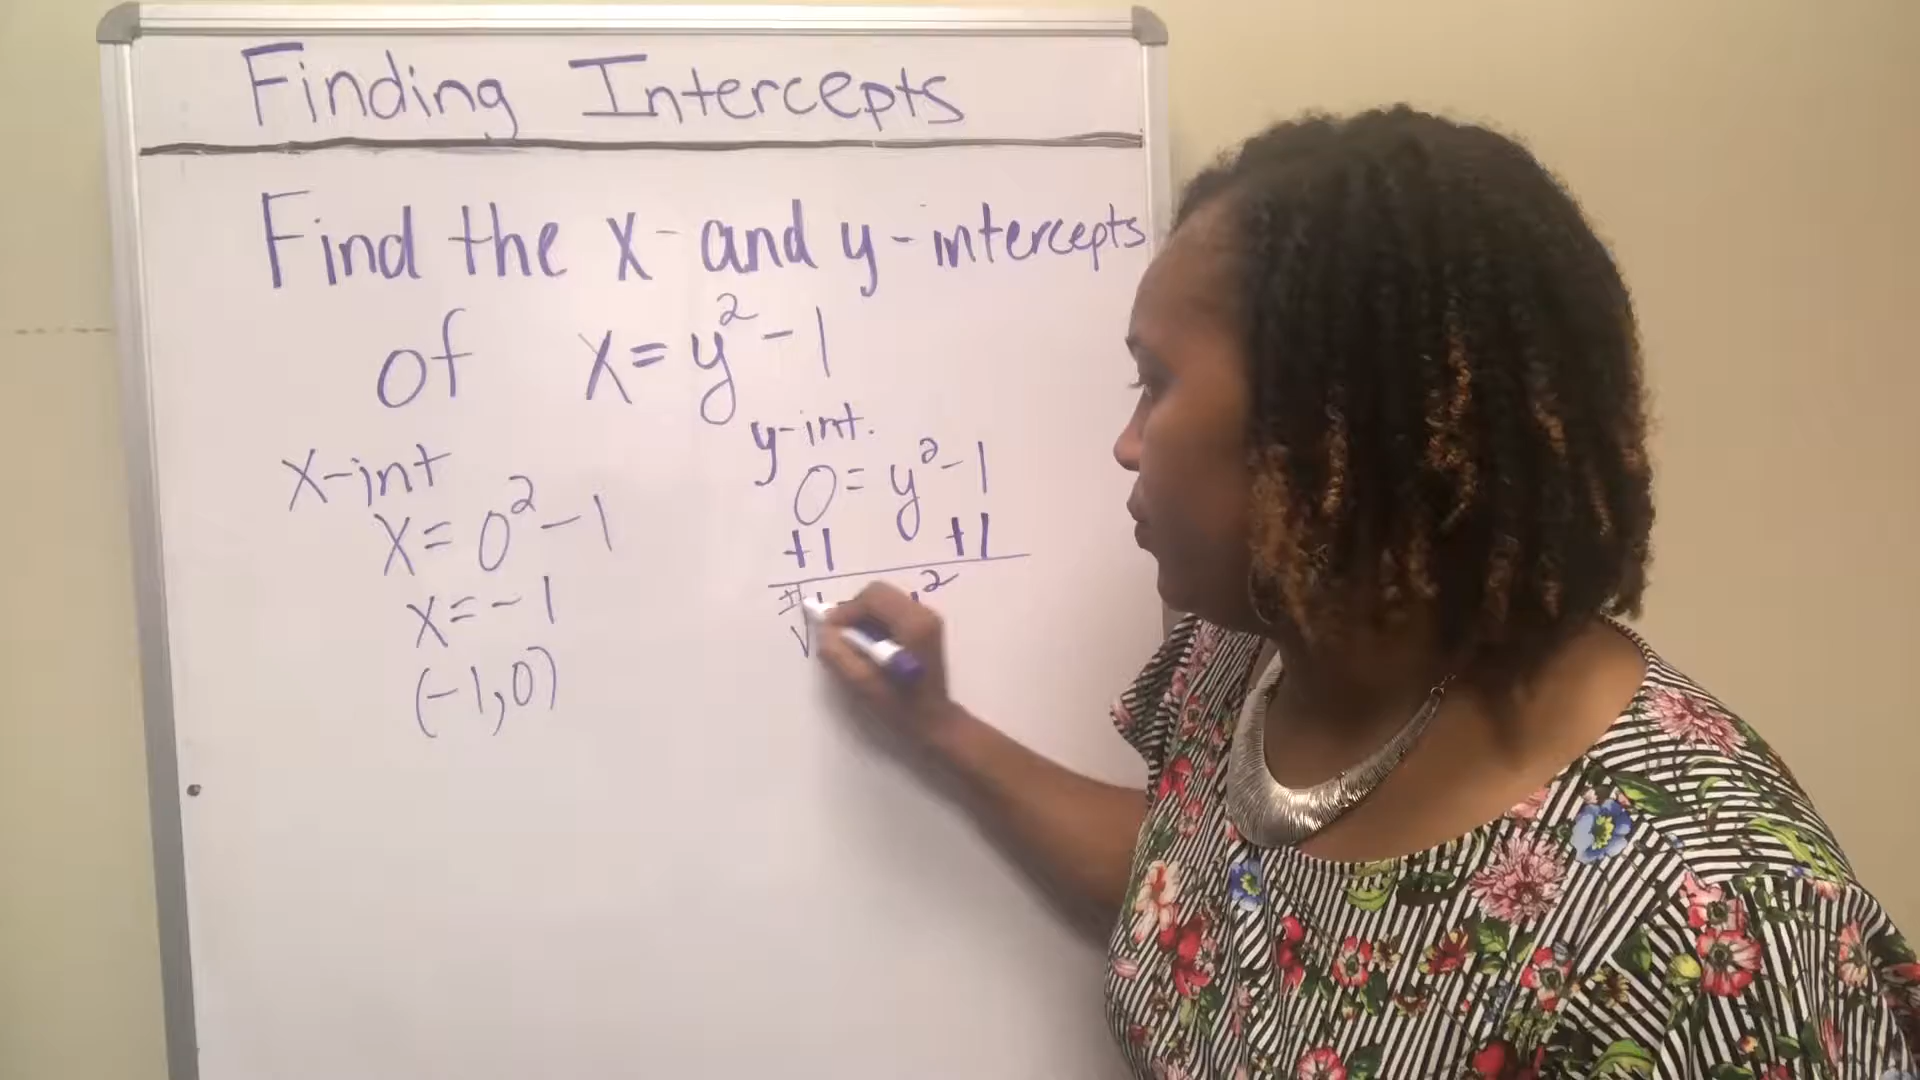 Finding Intercepts
Find the x- and y-intercepts
of x=y²-1
x-int
x=0²-1
x=-1
(-1,0)
y-int.
0=y²-1
+1 +1